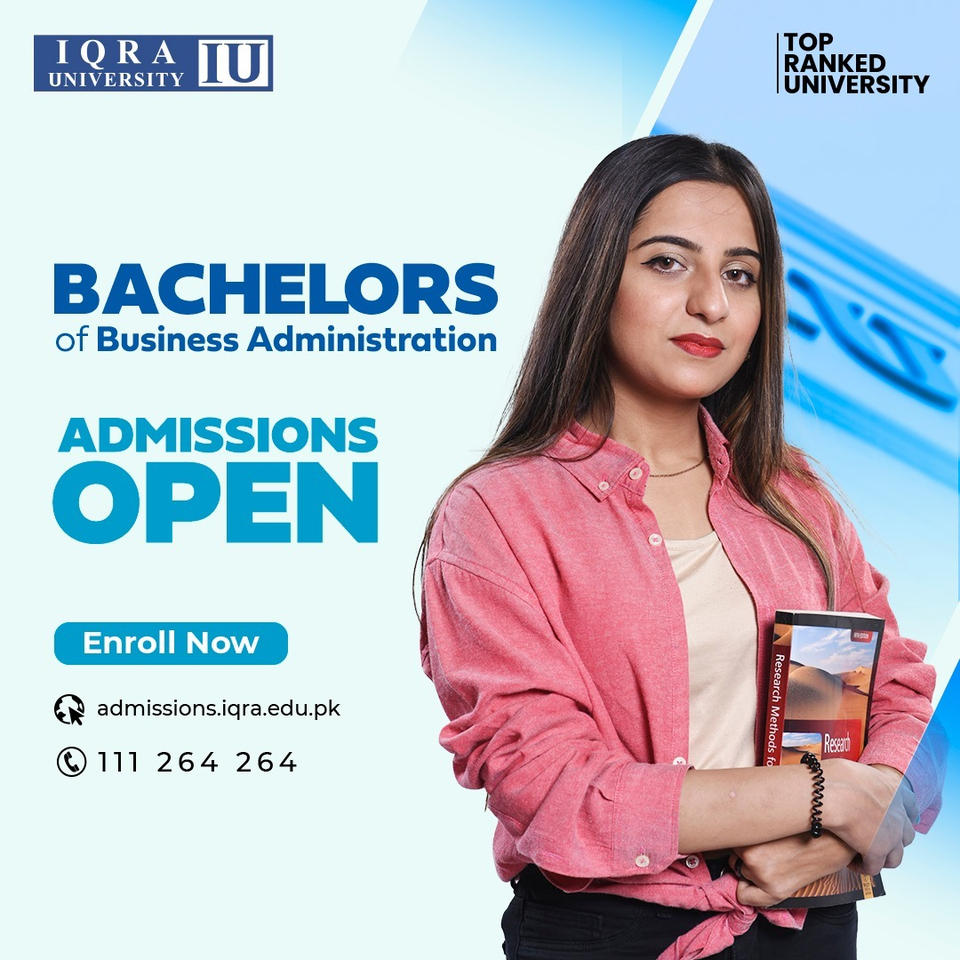 IQRA
UNIVERSITY
IU
TOP
RANKED
UNIVERSITY
BACHELORS
of Business Administration
ADMISSIONS
OPEN
Enroll Now
admissions.iqra.edu.pk
111 264 264
Research Methods fo
Research